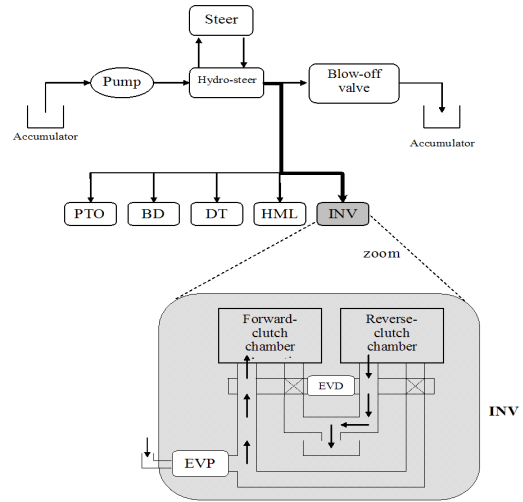 Steer
Pump
Hydro-steer
Blow-off
valve
Accumulator
Accumulator
PTO
BD
DT
HML
INV
zoom
Forward-
clutch
chamber
Reverse-
clutch
chamber
EVD
INV
EVP